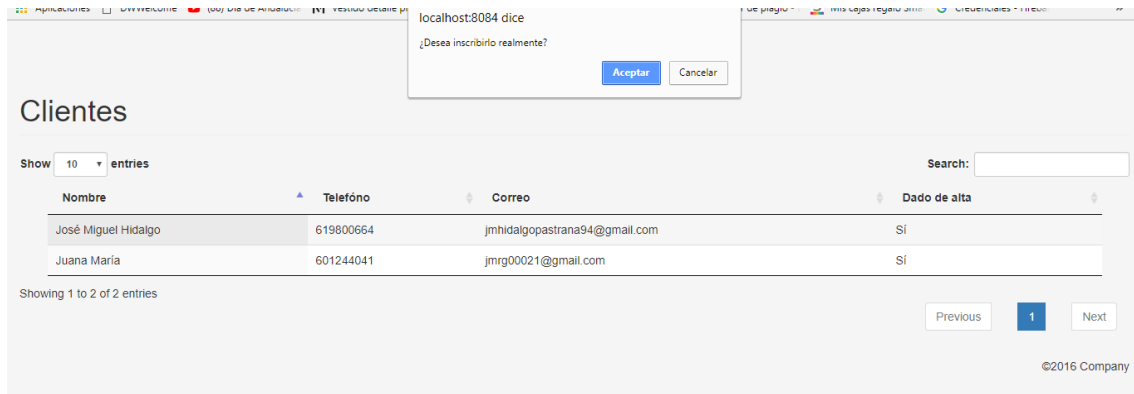 localhost:8084 dice
¿Desea inscribirlo realmente?
Aceptar Cancelar
Clientes
Show 10 entries Search:
Nombre Telefóno Correo Dado de alta
José Miguel Hidalgo 619800664 jmhidalgopastrana94@gmail.com Sí
Juana María 601244041 jmrg00021@gmail.com Sí
Showing 1 to 2 of 2 entries
Previous 1 Next
©2016 Company